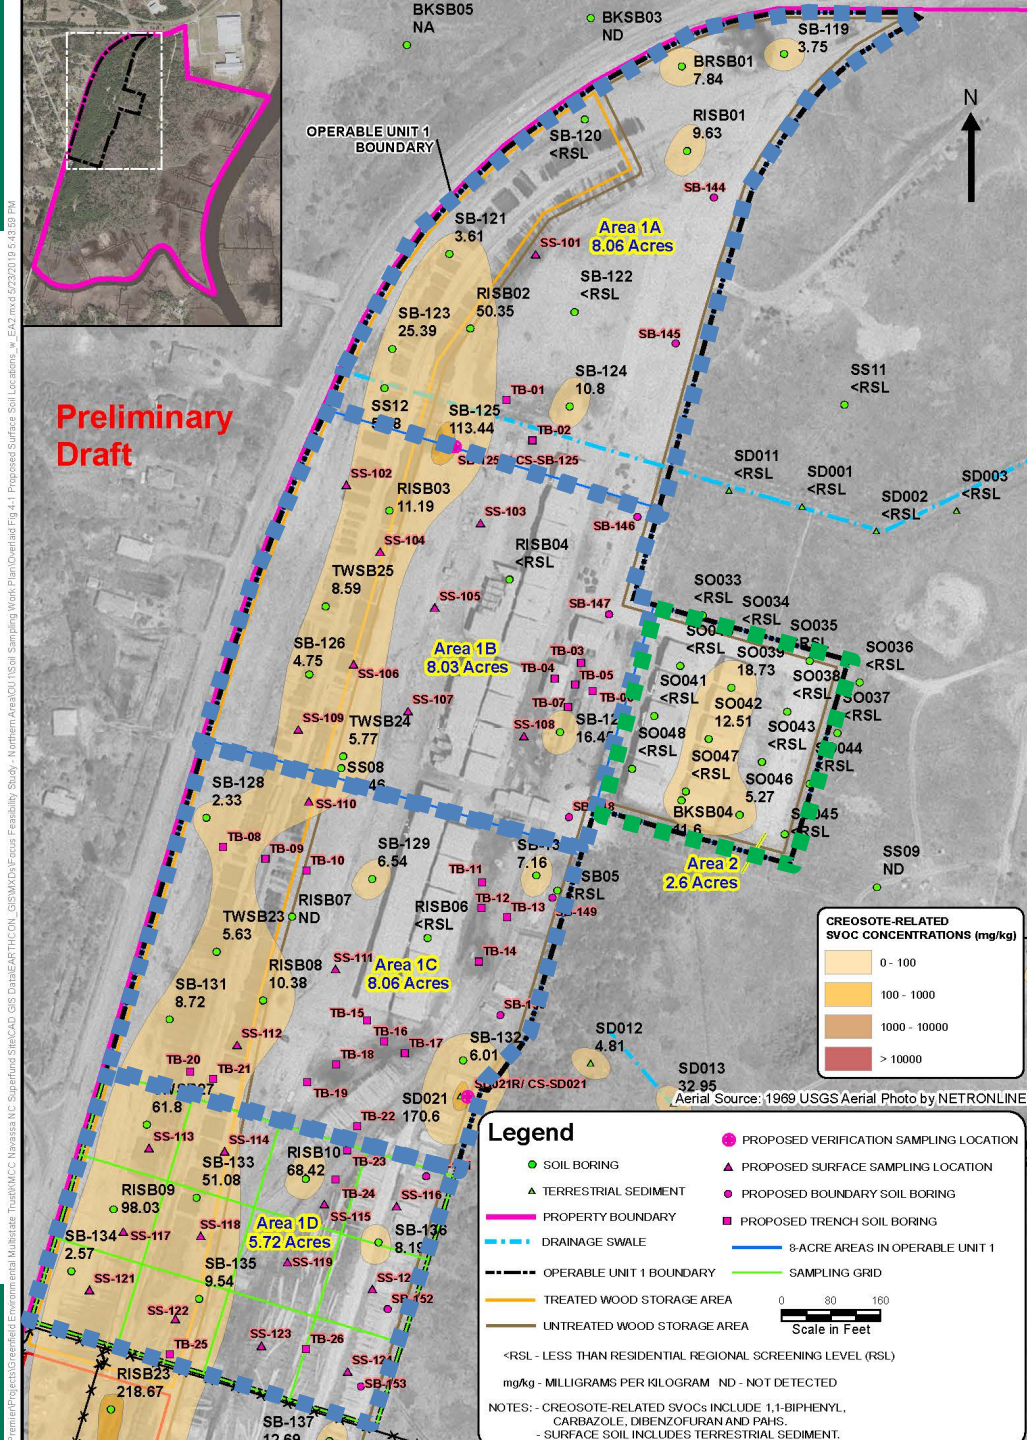 BKSB05
NA
BKSB03
ND
SB-119
3.75
BRSB01
7.84
N
RISB01
9.63
SB-120
<RSL
OPERABLE UNIT 1
BOUNDARY
SB-144
SB-121
3.61
Area 1A
8.06 Acres
SS-101
SB-122
<RSL
RISB02
50.35
SB-123
25.39
SB-145
SB-124
10.8
SS11
<RSL
TB-01
SS12
Preliminary
Draft
SB-125
113.44
TB-02
CS-SB-125
SD011
<RSL
SD001
<RSL
SD003
<RSL
SD002
<RSL
SS-102
RISB03
11.19
SS-103
SB-146
SS-104
RISB04
<RSL
TWSB25
8.59
SS-105
SB-147
SO033
<RSL
SO034
<RSL
SO035
SO036
<RSL
SB-126
4.75
Area 1B
8.03 Acres
TB-03
TB-04
TB-05
TB-07
SS-106
SO039
18.73
SO038
<RSL
SO041
<RSL
SO037
<RSL
SO042
12.51
SS-107
SS-109
TWSB24
5.77
SS-108
SO048
<RSL
SO043
<RSL
<RSL
SO047
<RSL
SO046
5.27
SS08
SB-128
2.33
SS-110
BKSB04
<RSL
TB-08
TB-09
TB-10
SB-129
6.54
7.16
TB-11
SB05
<RSL
Area 2
2.6 Acres
SS09
ND
RISB07
ND
RISB06
<RSL
TB-12
TB-13
TWSB23
5.63
TB-14
SS-111
RISB08
10.38
Area 1C
8.06 Acres
SB-131
8.72
TB-15
TB-16
TB-17
TB-18
TB-19
SS-112
SB-132
6.01
SD012
4.81
TB-20
TB-21
61.8
SD021
170.6
SD013
32.95
TB-22
SS-113
SS-114
SB-133
51.08
RISB10
68.42
TB-23
TB-24
RISB09
98.03
SS-115
SS-116
SB-134
2.57
SS-117
SS-118
Area 1D
5.72 Acres
SB-136
SS-119
SB-135
9.54
SS-121
SS-122
SS-123
TB-25
TB-26
SB-153
RISB23
218.67
SB-137
CREOSOTE-RELATED
SVOC CONCENTRATIONS (mg/kg)
0 - 100
100 - 1000
1000 - 10000
> 10000
Aerial Source: 1969 USGS Aerial Photo by NETRONLINE
Legend
SOIL BORING
TERRESTRIAL SEDIMENT
PROPERTY BOUNDARY
DRAINAGE SWALE
OPERABLE UNIT 1 BOUNDARY
TREATED WOOD STORAGE AREA
UNTREATED WOOD STORAGE AREA
PROPOSED VERIFICATION SAMPLING LOCATION
PROPOSED SURFACE SAMPLING LOCATION
PROPOSED BOUNDARY SOIL BORING
PROPOSED TRENCH SOIL BORING
8-ACRE AREAS IN OPERABLE UNIT 1
SAMPLING GRID
0 80 160
Scale in Feet
<RSL - LESS THAN RESIDENTIAL REGIONAL SCREENING LEVEL (RSL)
mg/kg - MILLIGRAMS PER KILOGRAM ND - NOT DETECTED
NOTES: - CREOSOTE-RELATED SVOCs INCLUDE 1,1-BIPHENYL,
CARBAZOLE, DIBENZOFURAN AND PAHS.
- SURFACE SOIL INCLUDES TERRESTRIAL SEDIMENT.